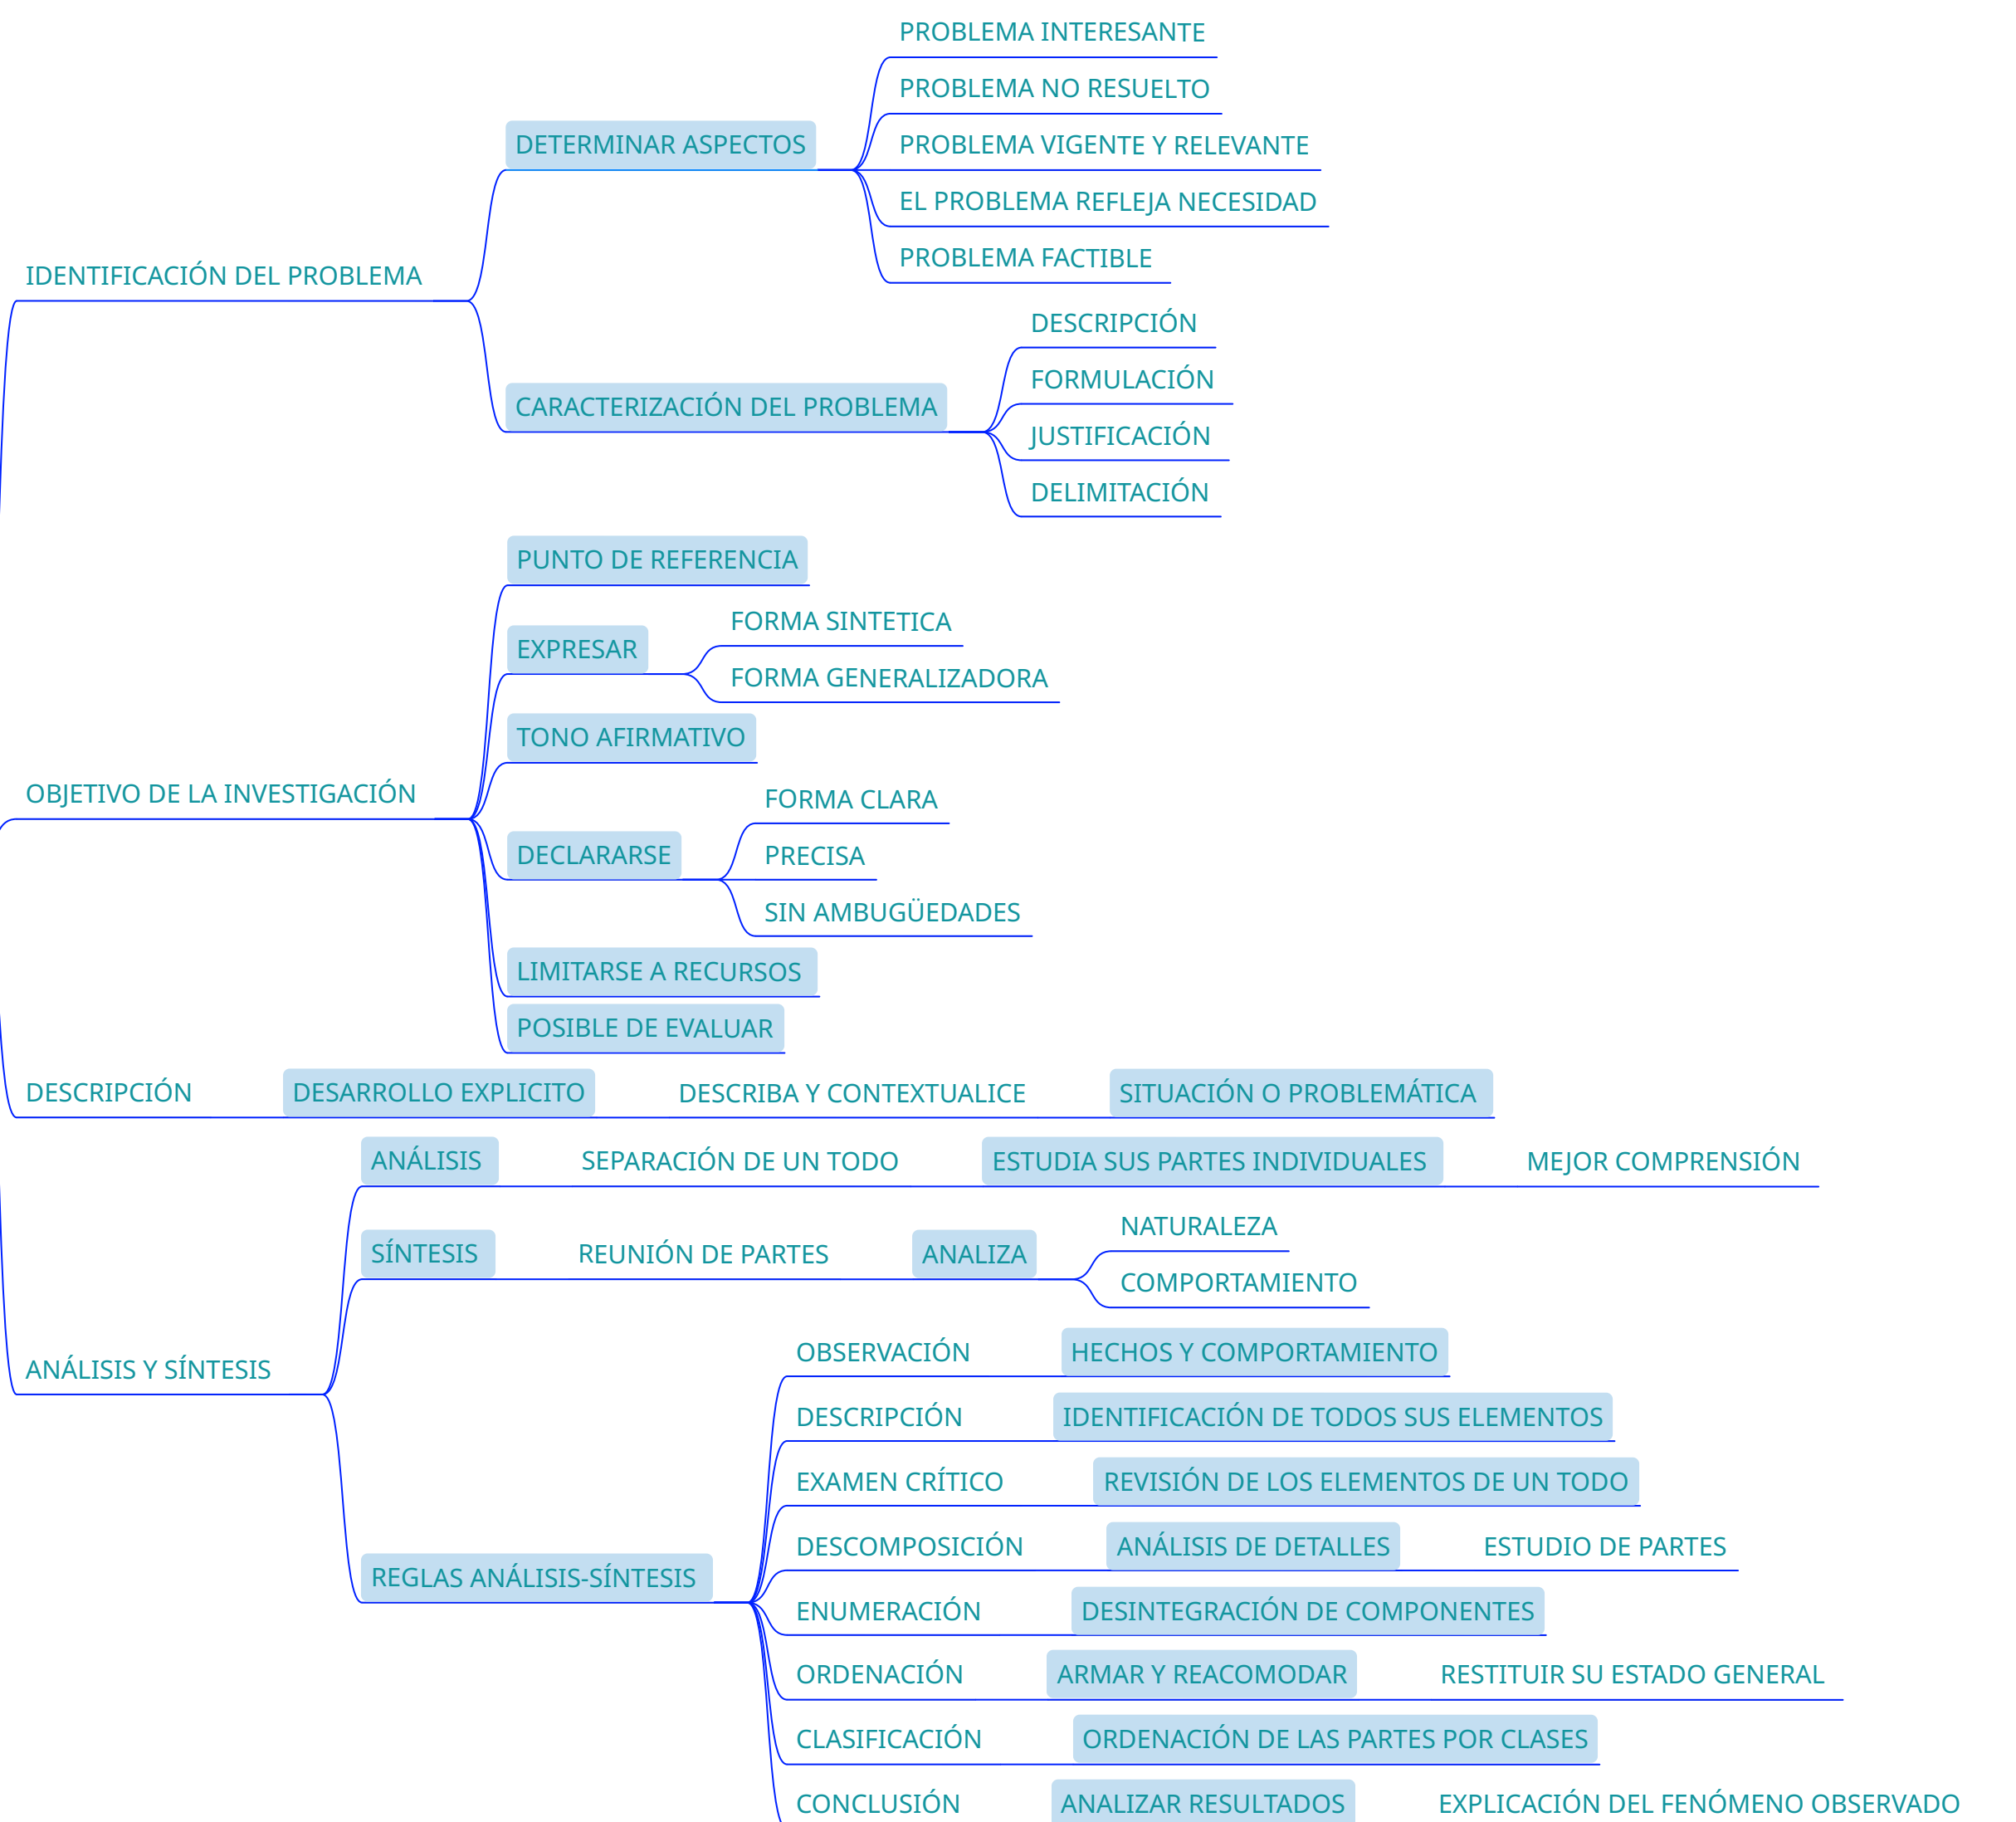 IDENTIFICACIÓN DEL PROBLEMA
DETERMINAR ASPECTOS
PROBLEMA INTERESANTE
PROBLEMA NO RESUELTO
PROBLEMA VIGENTE Y RELEVANTE
EL PROBLEMA REFLEJA NECESIDAD
PROBLEMA FACTIBLE
CARACTERIZACIÓN DEL PROBLEMA
DESCRIPCIÓN
FORMULACIÓN
JUSTIFICACIÓN
DELIMITACIÓN
OBJETIVO DE LA INVESTIGACIÓN
PUNTO DE REFERENCIA
EXPRESAR
FORMA SINTETICA
FORMA GENERALIZADORA
TONO AFIRMATIVO
DECLARARSE
FORMA CLARA
PRECISA
SIN AMBUGÜEDADES
LIMITARSE A RECURSOS
POSIBLE DE EVALUAR
DESCRIPCIÓN
DESARROLLO EXPLICITO
DESCRIBA Y CONTEXTUALICE
SITUACIÓN O PROBLEMÁTICA
ANÁLISIS Y SÍNTESIS
ANÁLISIS
SEPARACIÓN DE UN TODO
ESTUDIA SUS PARTES INDIVIDUALES
MEJOR COMPRENSIÓN
SÍNTESIS
REUNIÓN DE PARTES
ANALIZA
NATURALEZA
COMPORTAMIENTO
REGLAS ANÁLISIS-SÍNTESIS
OBSERVACIÓN
HECHOS Y COMPORTAMIENTO
DESCRIPCIÓN
IDENTIFICACIÓN DE TODOS SUS ELEMENTOS
EXAMEN CRÍTICO
REVISIÓN DE LOS ELEMENTOS DE UN TODO
DESCOMPOSICIÓN
ANÁLISIS DE DETALLES
ESTUDIO DE PARTES
ENUMERACIÓN
DESINTEGRACIÓN DE COMPONENTES
ORDENACIÓN
ARMAR Y REACOMODAR
RESTITUIR SU ESTADO GENERAL
CLASIFICACIÓN
ORDENACIÓN DE LAS PARTES POR CLASES
CONCLUSIÓN
ANALIZAR RESULTADOS
EXPLICACIÓN DEL FENÓMENO OBSERVADO